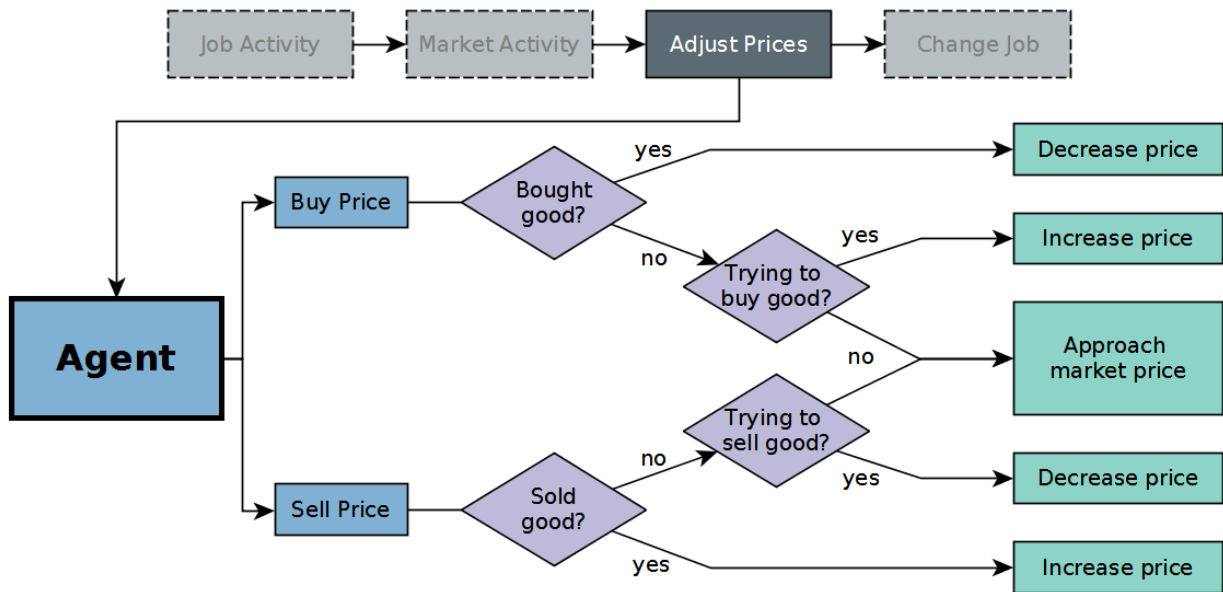 Job Activity
Market Activity
Adjust Prices
Change Job
yes
Decrease price
Bought
good?
Buy Price
yes
Increase price
no
Trying to
buy good?
Agent
no
Approach
market price
Trying to
sell good?
no
yes
Decrease price
Sell Price
Sold
good?
yes
Increase price